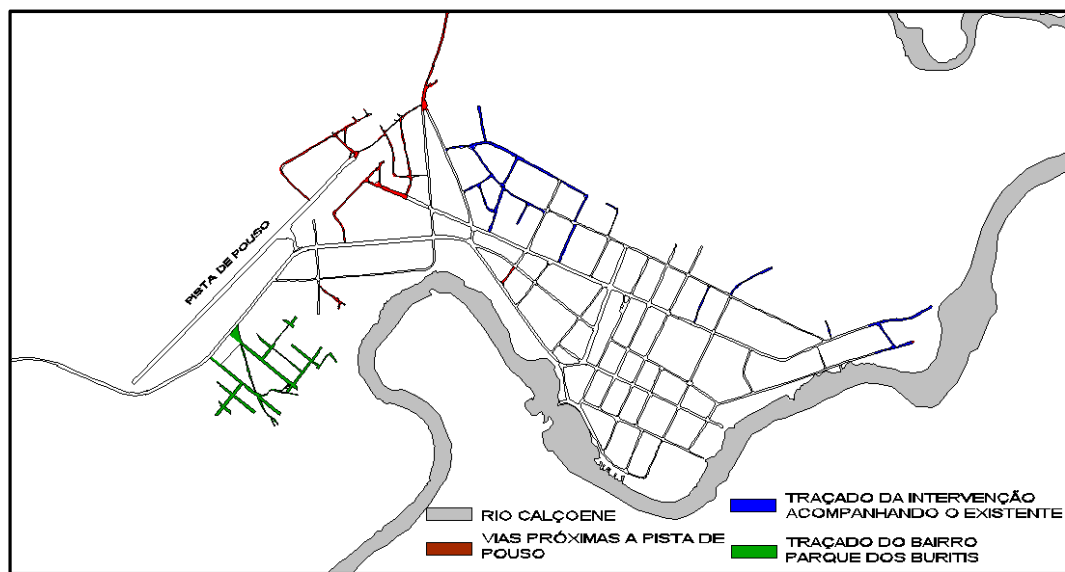 PISTA DE POUSO
RIO CALÇOENE
VIAS PRÓXIMAS A PISTA DE
POUSO
TRAÇADO DA INTERVENÇÃO
ACOMPANHANDO O EXISTENTE
TRAÇADO DO BAIRRO
PARQUE DOS BURITIS